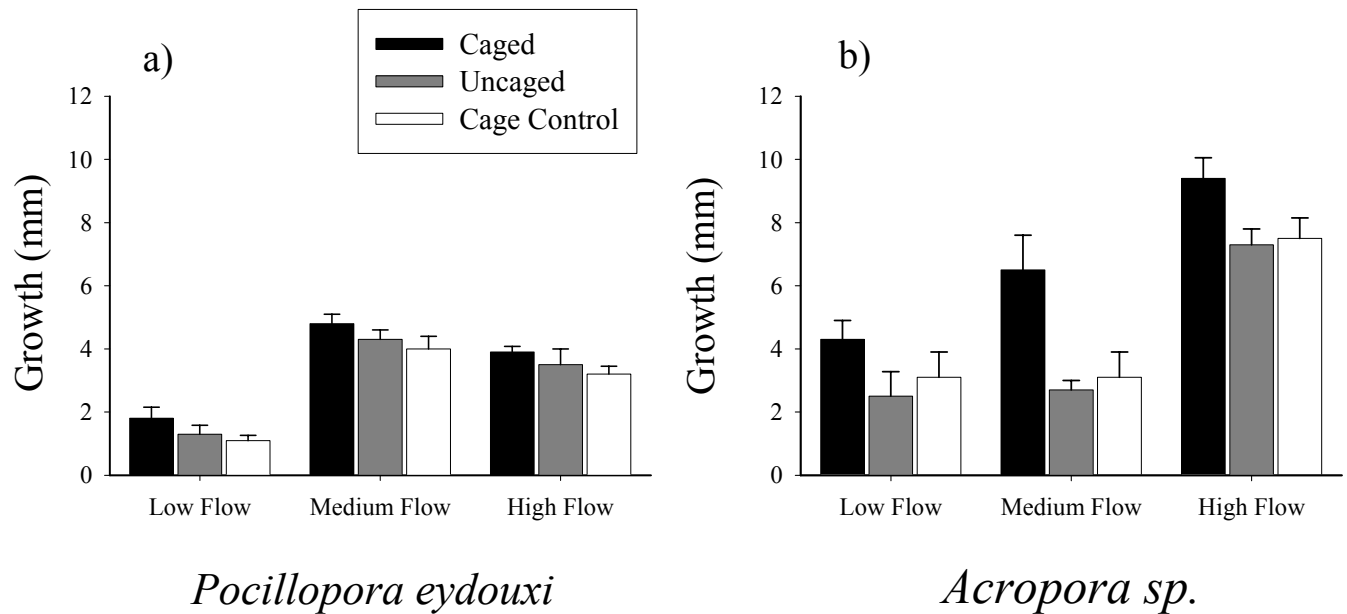 a)
Caged
Uncaged
Cage Control
12
10
8
6
4
2
0
Growth (mm)
Low Flow Medium Flow High Flow
Pocillopora eydouxi
b)
12
10
8
6
4
2
0
Growth (mm)
Low Flow Medium Flow High Flow
Acropora sp.